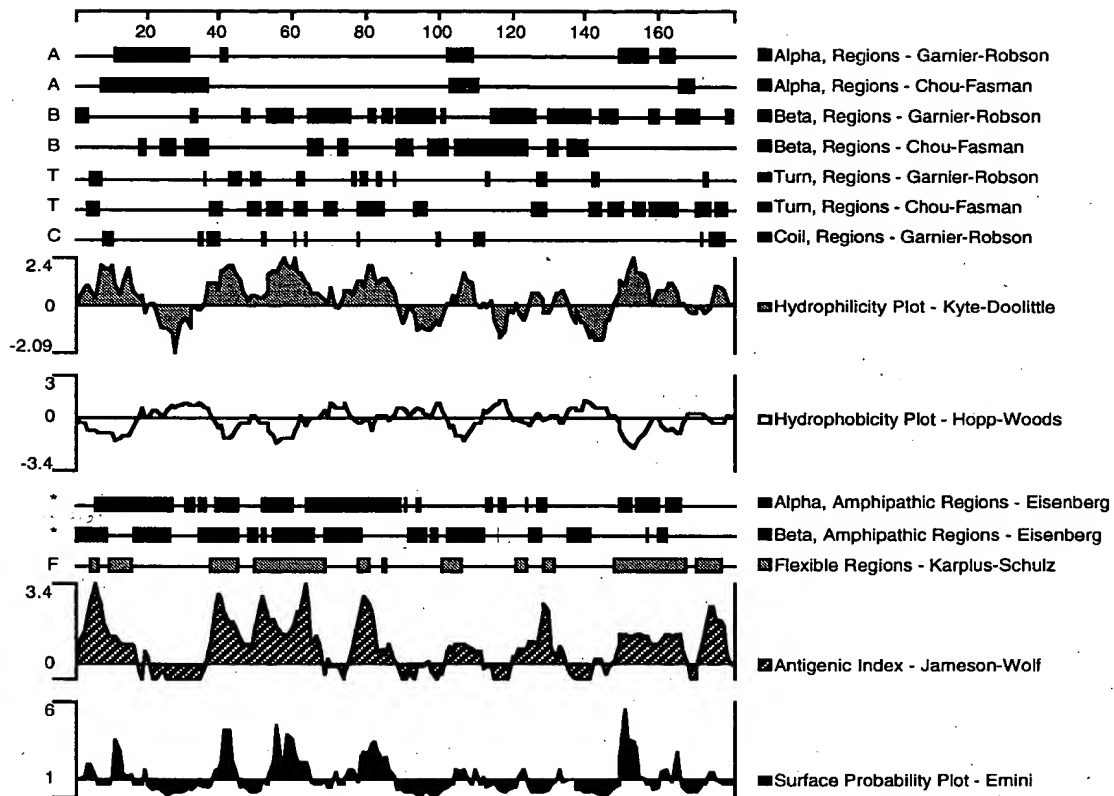 20 40 60 80 100 120 140 160
A Alpha, Regions - Garnier-Robson
A Alpha, Regions - Chou-Fasman
B Beta, Regions - Garnier-Robson
B Beta, Regions - Chou-Fasman
T Turn, Regions - Garnier-Robson
T Turn, Regions - Chou-Fasman
C Coil, Regions - Garnier-Robson
2.4
0 Hydrophilicity Plot - Kyte-Doolittle
-2.09
3
0 Hydrophobicity Plot - Hopp-Woods
-3.4
* Alpha, Amphipathic Regions - Eisenberg
* Beta, Amphipathic Regions - Eisenberg
F Flexible Regions - Karplus-Schulz
3.4
0 Antigenic Index - Jameson-Wolf
6
1 Surface Probability Plot - Emini